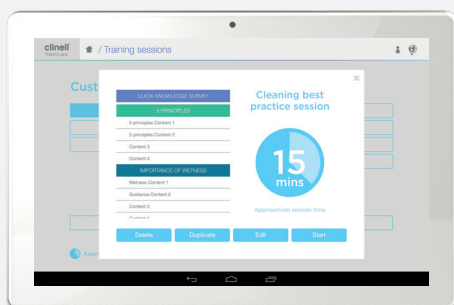 clinell
Training app
/ Training sessions
Cust
×
QUICK KNOWLEDGE SURVEY
5 PRINCIPLES
5 principles Content 1
5 principles Content 2
Content 3
Content 4
IMPORTANCE OF WETNESS
Wetness Content 1
Guidance Content 2
Content 3
Content 4
Cleaning best
practice session
15
mins
Approximate session time
Delete
Duplicate
Edit
Start